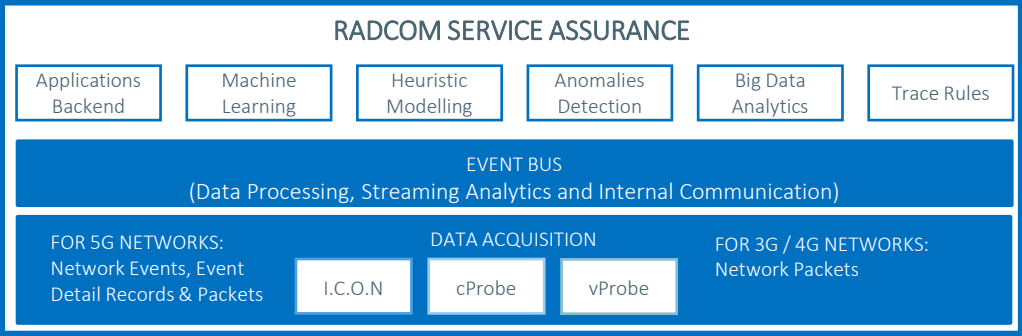 RADCOM SERVICE ASSURANCE
Applications
Backend
Machine
Learning
Heuristic
Modelling
Anomalies
Detection
Big Data
Analytics
Trace Rules
EVENT BUS
(Data Processing, Streaming Analytics and Internal Communication)
FOR 5G NETWORKS:
Network Events, Event
Detail Records & Packets
DATA ACQUISITION
I.C.O.N
cProbe
vProbe
FOR 3G / 4G NETWORKS:
Network Packets